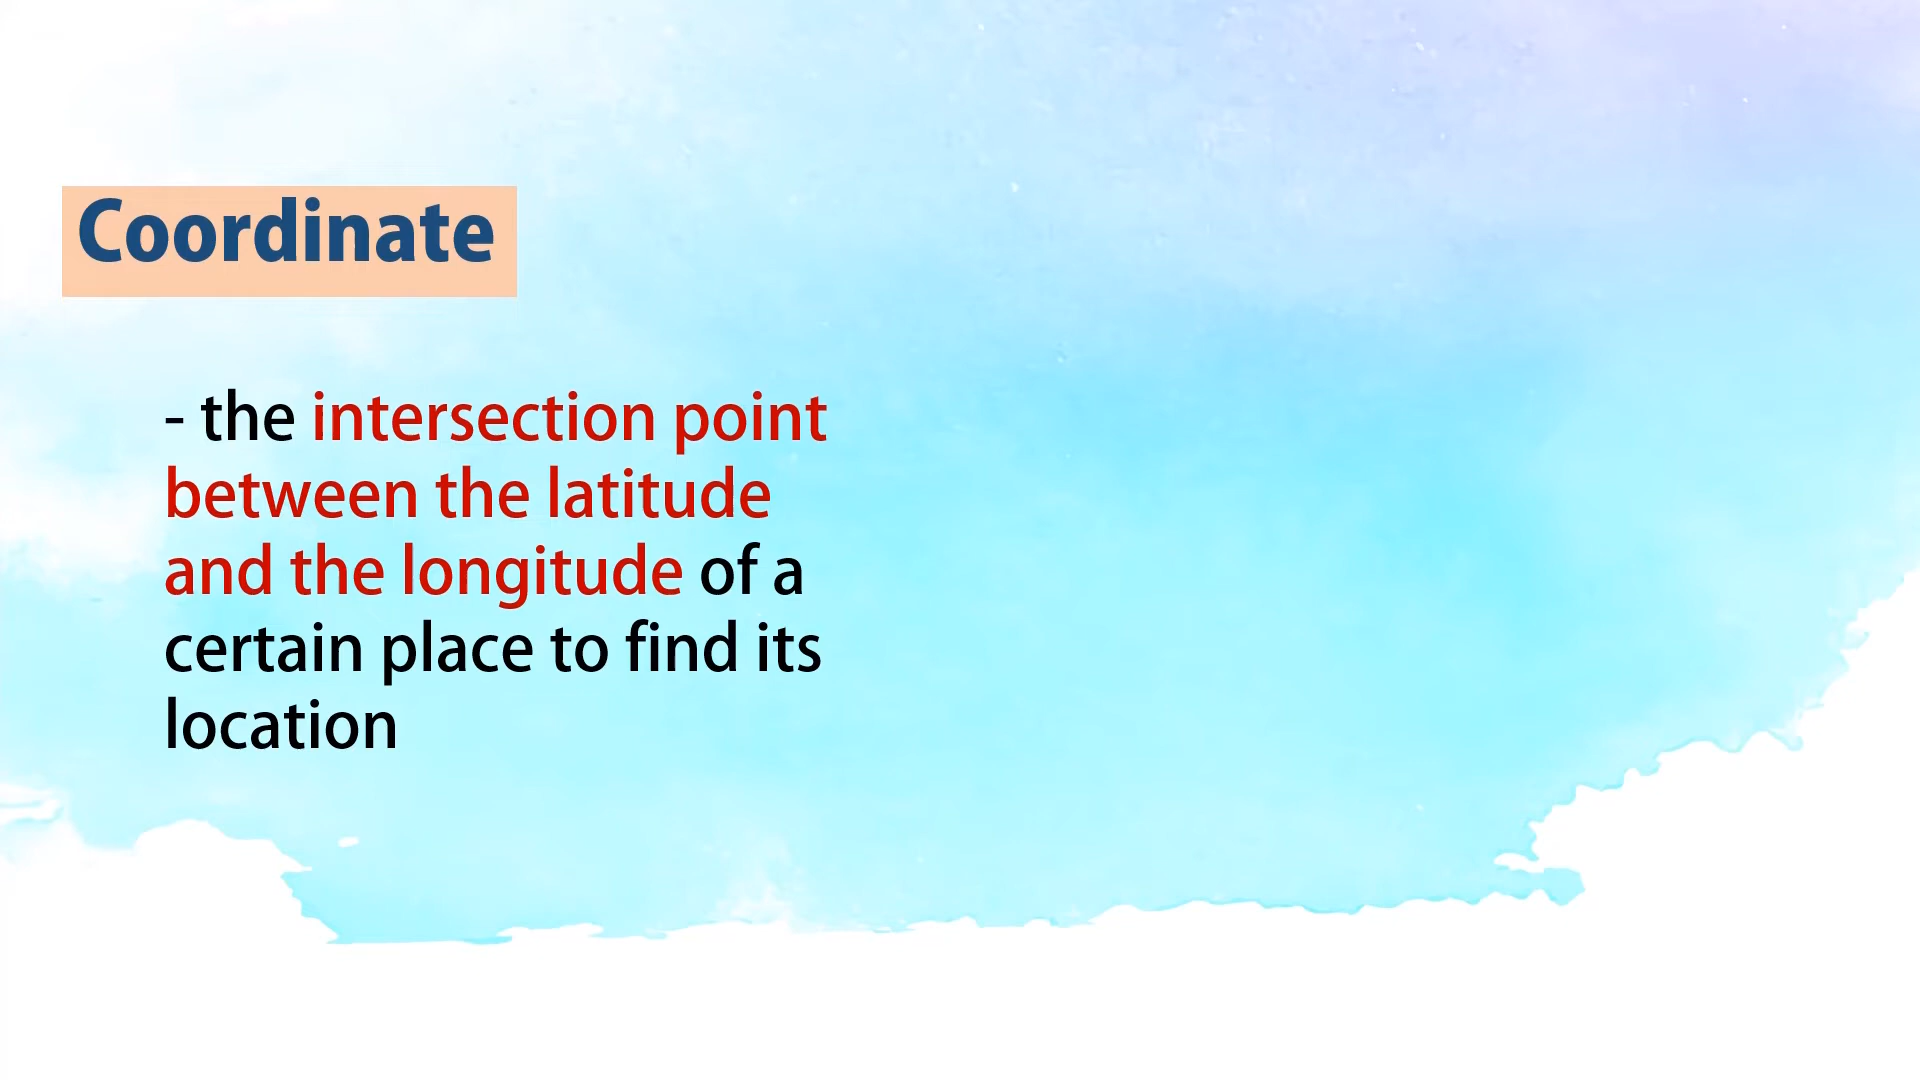 Coordinate
- the intersection point
between the latitude
and the longitude of a
certain place to find its
location